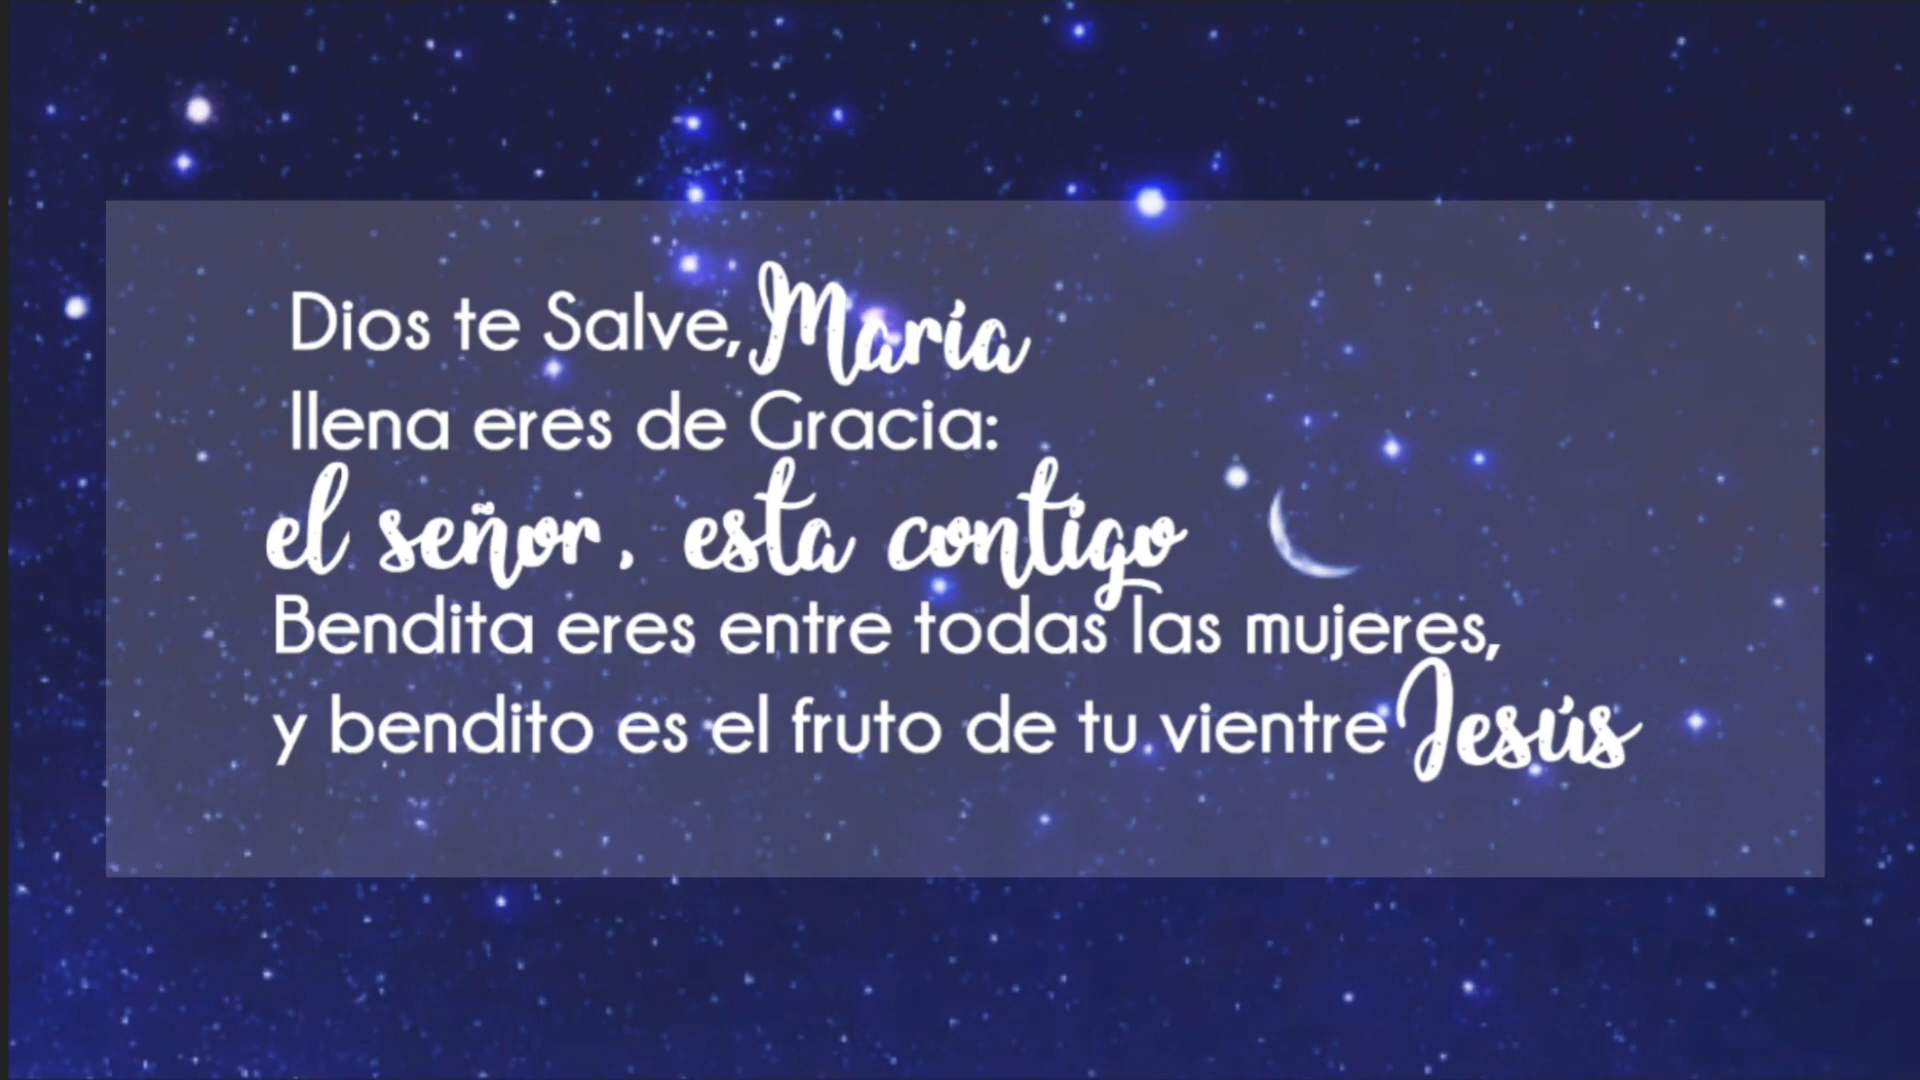 Dios te Salve, María
llena eres de Gracia:
el señor, esta contigo
Bendita eres entre todas las mujeres,
y bendito es el fruto de tu vientre Jesús